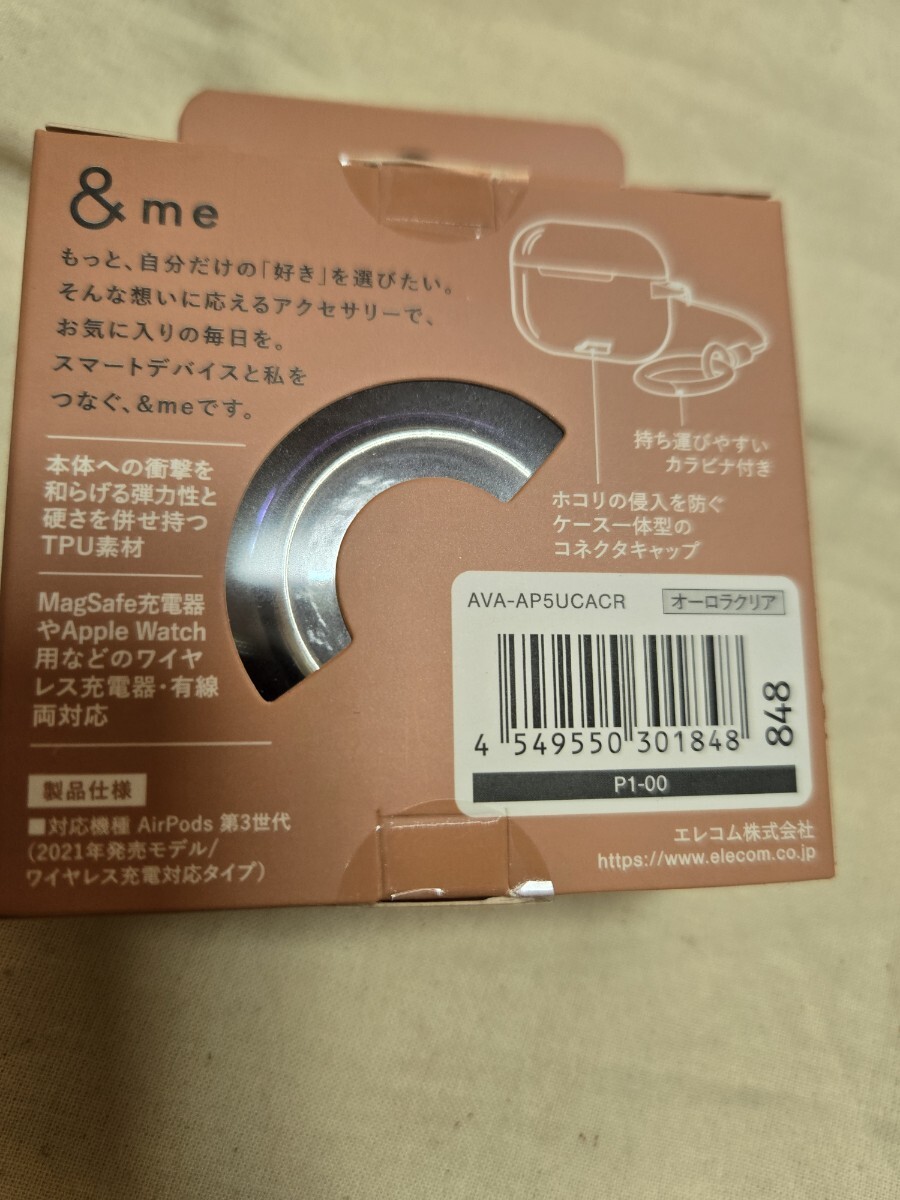 &me
もっと、自分だけの「好き」を選びたい。
そんな想いに応えるアクセサリーで、
お気に入りの毎日を。
スマートデバイスと私を
つなぐ、&meです。
本体への衝撃を
和らげる弾力性と
硬さを併せ持つ
TPU素材
MagSafe充電器
やApple Watch
用などのワイヤ
レス充電器・有線
両対応
製品仕様
■対応機種 AirPods 第3世代
(2021年発売モデル/
ワイヤレス充電対応タイプ)
持ち運びやすい
カラビナ付き
ホコリの侵入を防ぐ
ケース一体型の
コネクタキャップ
AVA-AP5UCACR オーロラクリア
4 549550 301848
848
P1-00
エレコム株式会社
https://www.elecom.co.jp